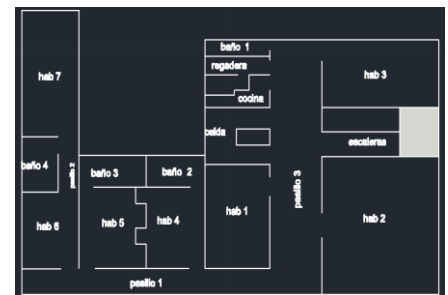 baño 1
regadera
hab 3
hab 7
cocina
celda
escaleras
baño 4
pasillo 2
baño 3
baño 2
pasillo 3
hab 6
hab 5
hab 4
hab 1
hab 2
pasillo 1